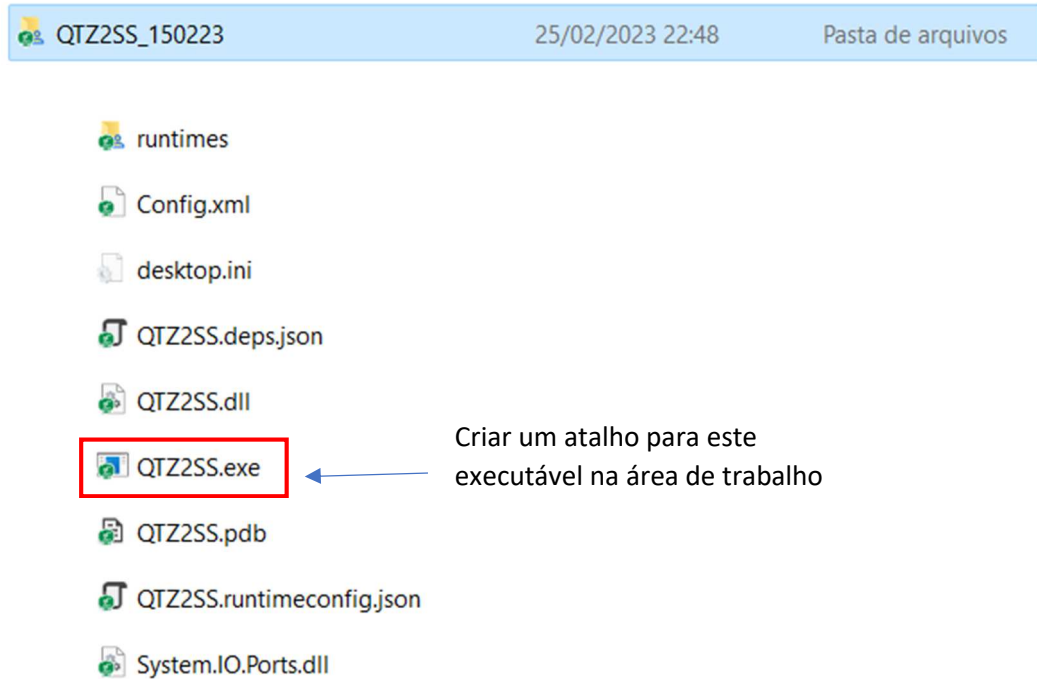 QTZ2SS_150223 25/02/2023 22:48 Pasta de arquivos
runtimes
Config.xml
desktop.ini
QTZ2SS.deps.json
QTZ2SS.dll
Criar um atalho para este
QTZ2SS.exe
executável na área de trabalho
QTZ2SS.pdb
QTZ2SS.runtimeconfig.json
System.IO.Ports.dll